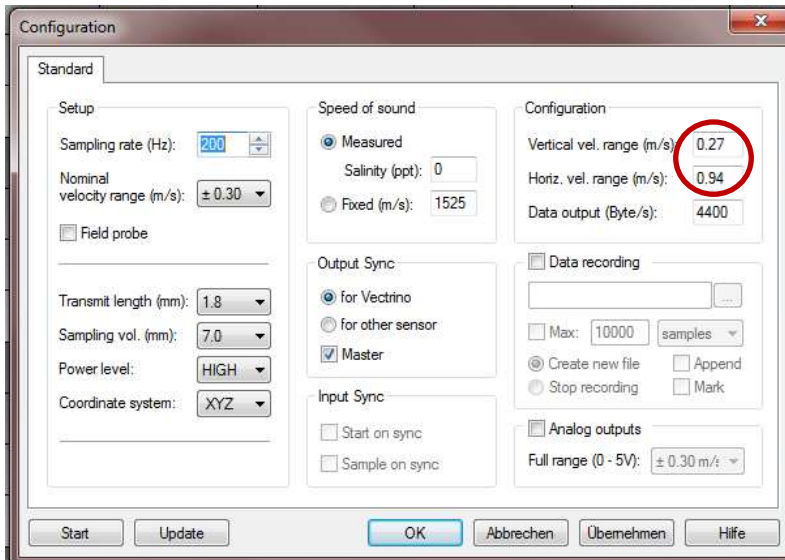 Configuration
x
Standard
Setup
Sampling rate (Hz): 200
Nominal
velocity range (m/s): ± 0.30
Field probe
Transmit length (mm): 1.8
Sampling vol. (mm): 7.0
Power level: HIGH
Coordinate system: XYZ
Speed of sound
Measured
Salinity (ppt): 0
Fixed (m/s): 1525
Output Sync
for Vectrino
for other sensor
Master
Input Sync
Start on sync
Sample on sync
Configuration
Vertical vel. range (m/s): 0.27
Horiz. vel. range (m/s): 0.94
Data output (Byte/s): 4400
Data recording
...
Max: 10000 samples
Create new file Append
Stop recording Mark
Analog outputs
Full range (0 - 5V): ± 0.30 m/s
Start Update OK Abbrechen Übernehmen Hilfe